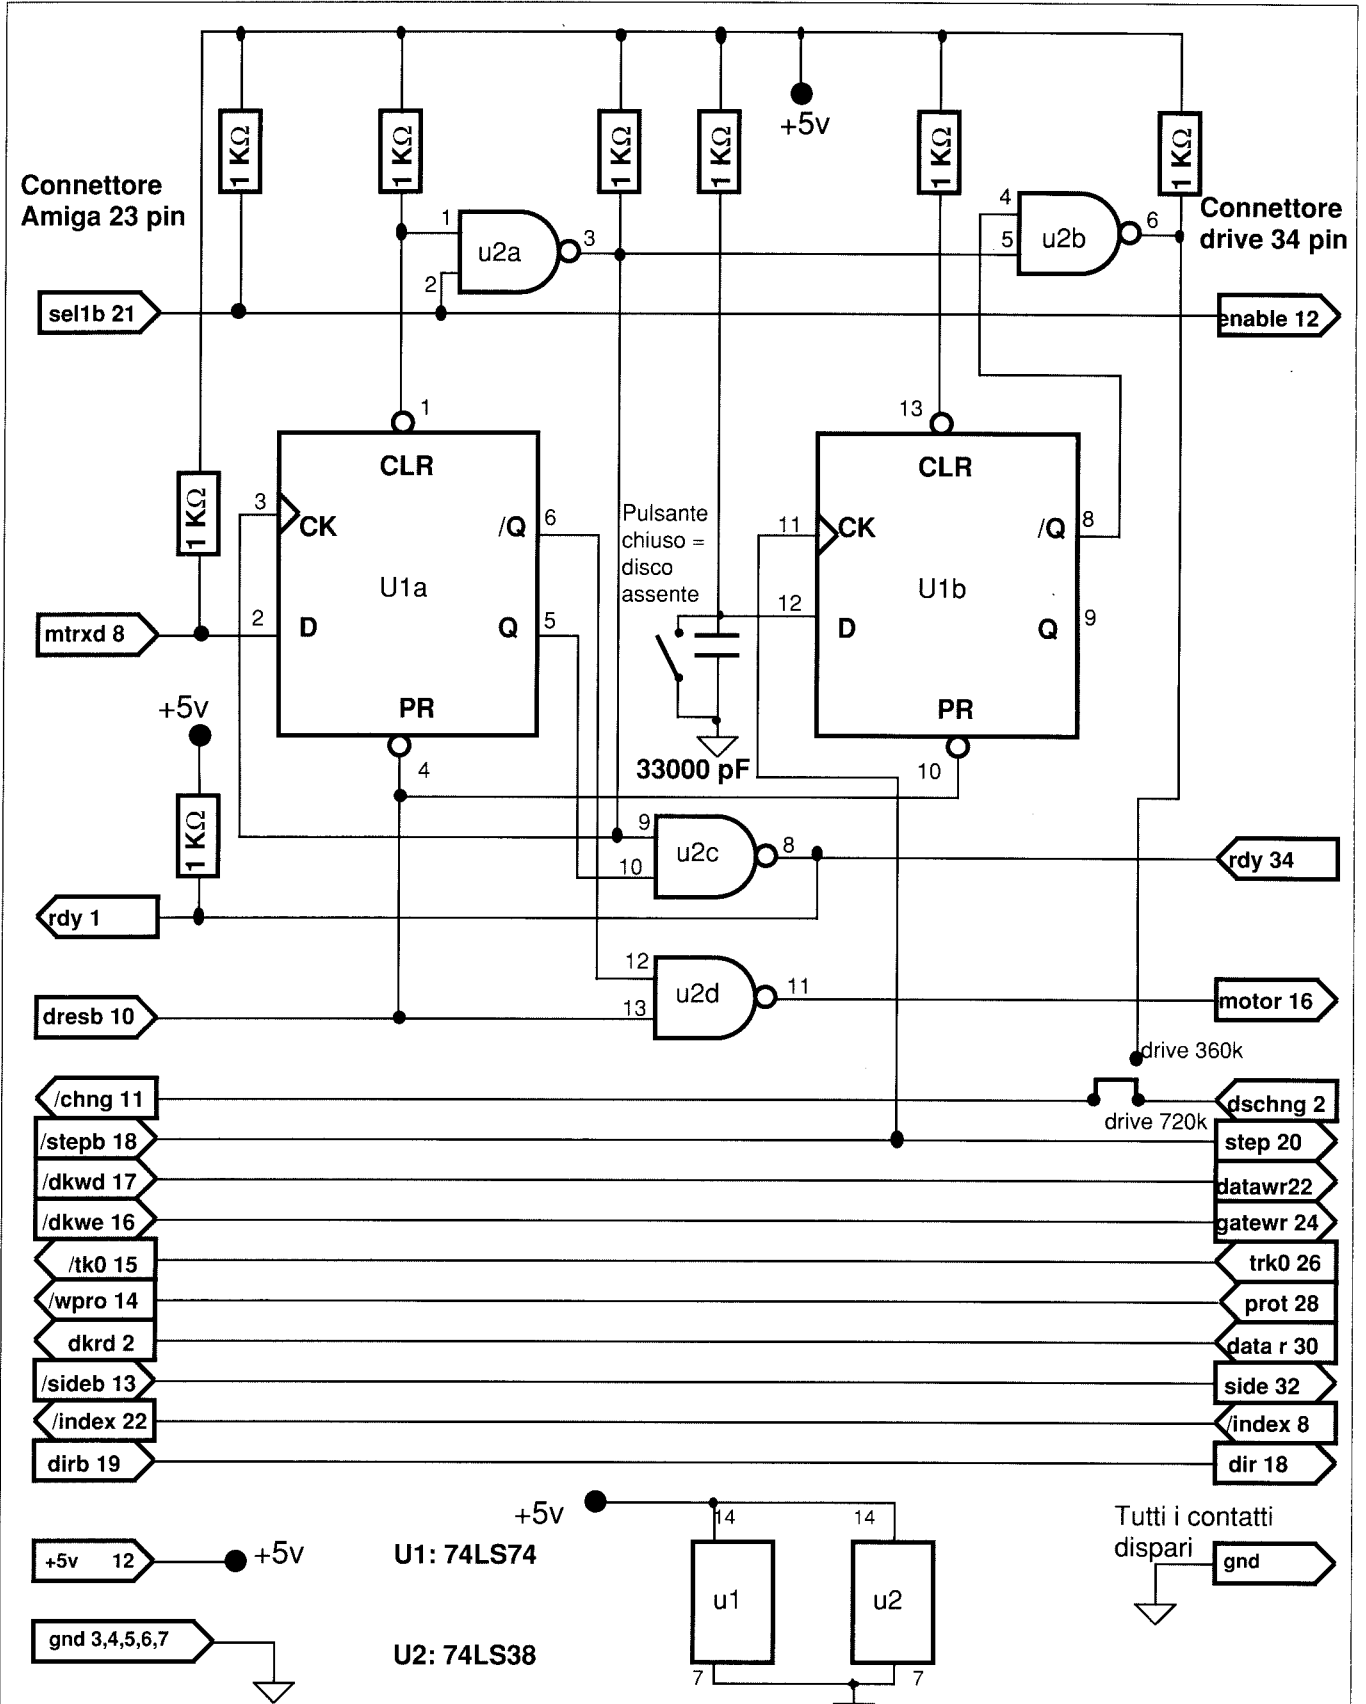 +5v
1 KΩ
1 KΩ
1 KΩ
1 KΩ
1 KΩ
1 KΩ
Connettore
Amiga 23 pin
Connettore
drive 34 pin
1
2
u2a
3
4
5
u2b
6
sel1b 21
enable 12
1
13
CLR
CLR
1 KΩ
3
CK
/Q
6
Pulsante
chiuso =
disco
assente
11
CK
/Q
8
U1a
U1b
mtrxd 8
2
D
Q
5
12
D
Q
9
PR
PR
+5v
4
33000 pF
10
1 KΩ
9
10
u2c
8
rdy 34
rdy 1
12
13
u2d
11
dresb 10
motor 16
drive 360k
/chng 11
dschng 2
drive 720k
/stepb 18
step 20
/dkwd 17
datawr22
/dkwe 16
gatewr 24
/tk0 15
trk0 26
/wpro 14
prot 28
dkrd 2
data r 30
/sideb 13
side 32
/index 22
/index 8
dirb 19
dir 18
+5v
14
14
Tutti i contatti
dispari
gnd
+5v 12
+5v
U1: 74LS74
u1
u2
gnd 3,4,5,6,7
U2: 74LS38
7
7